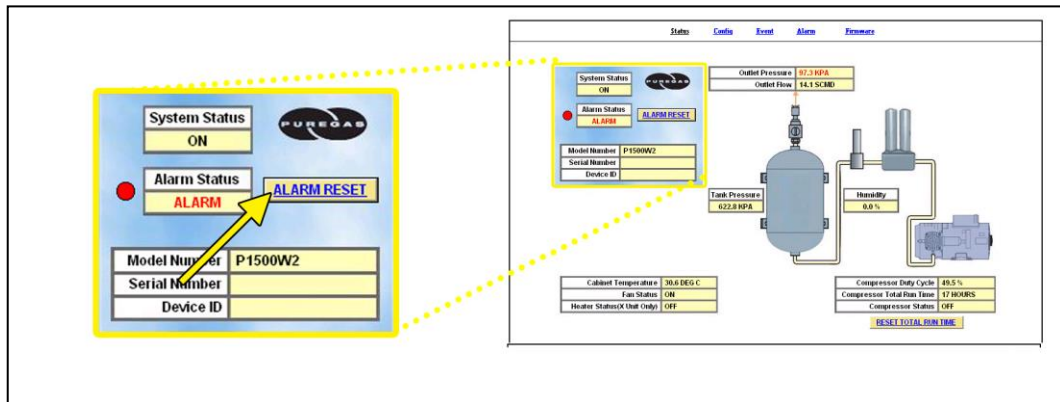 System Status
ON
PUREGAS
Alarm Status
ALARM
ALARM RESET
Model Number P1500W2
Serial Number
Device ID
Status Config Event Alarm Firmware
System Status
ON
PUREGAS
Alarm Status
ALARM
ALARM RESET
Model Number P1500W2
Serial Number
Device ID
Outlet Pressure 97.3 KPA
Outlet Flow 14.1 SCMD
Tank Pressure
622.8 KPA
Humidity
0.0 %
Cabinet Temperature 30.6 DEG C
Fan Status ON
Heater Status(X Unit Only) OFF
Compressor Duty Cycle 49.5 %
Compressor Total Run Time 17 HOURS
Compressor Status OFF
RESET TOTAL RUN TIME